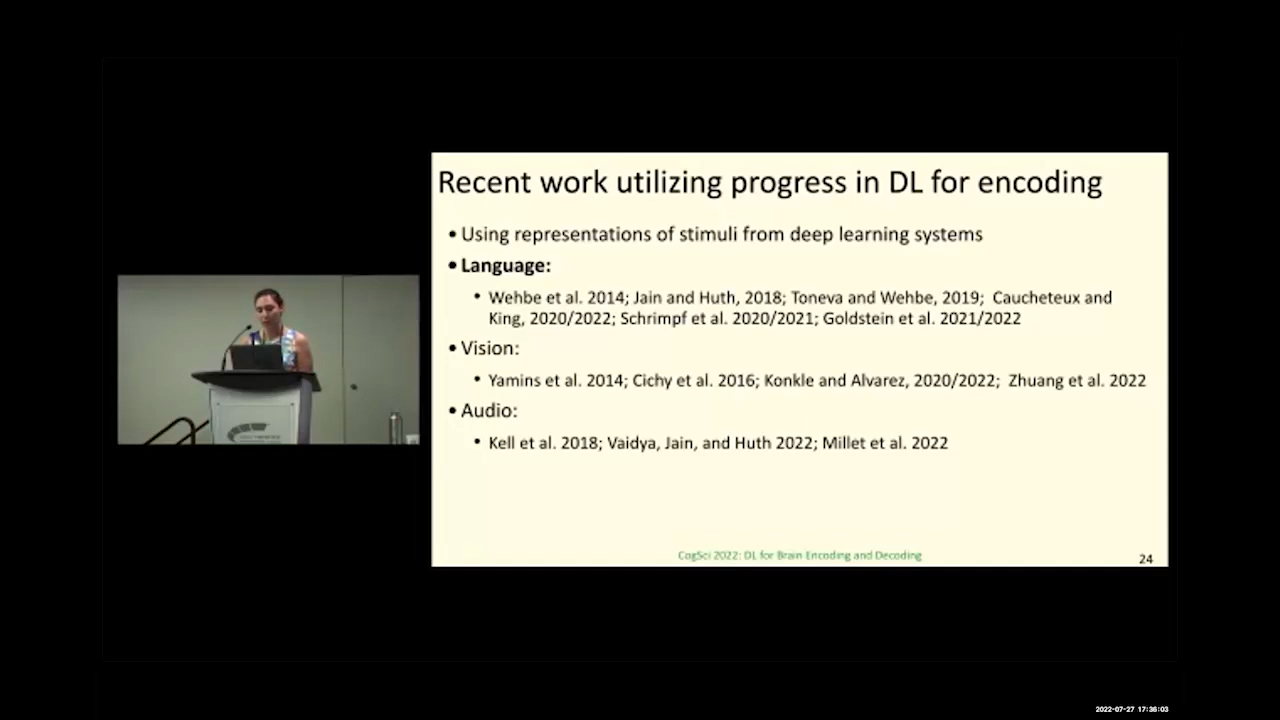 Recent work utilizing progress in DL for encoding
• Using representations of stimuli from deep learning systems
• Language:
• Wehbe et al. 2014; Jain and Huth, 2018; Toneva and Wehbe, 2019; Caucheteux and
King, 2020/2022; Schrimpf et al. 2020/2021; Goldstein et al. 2021/2022
• Vision:
• Yamins et al. 2014; Cichy et al. 2016; Konkle and Alvarez, 2020/2022; Zhuang et al. 2022
• Audio:
• Kell et al. 2018; Vaidya, Jain, and Huth 2022; Millet et al. 2022
CogSci 2022: DL for Brain Encoding and Decoding
24
2022-07-27 17:36:03